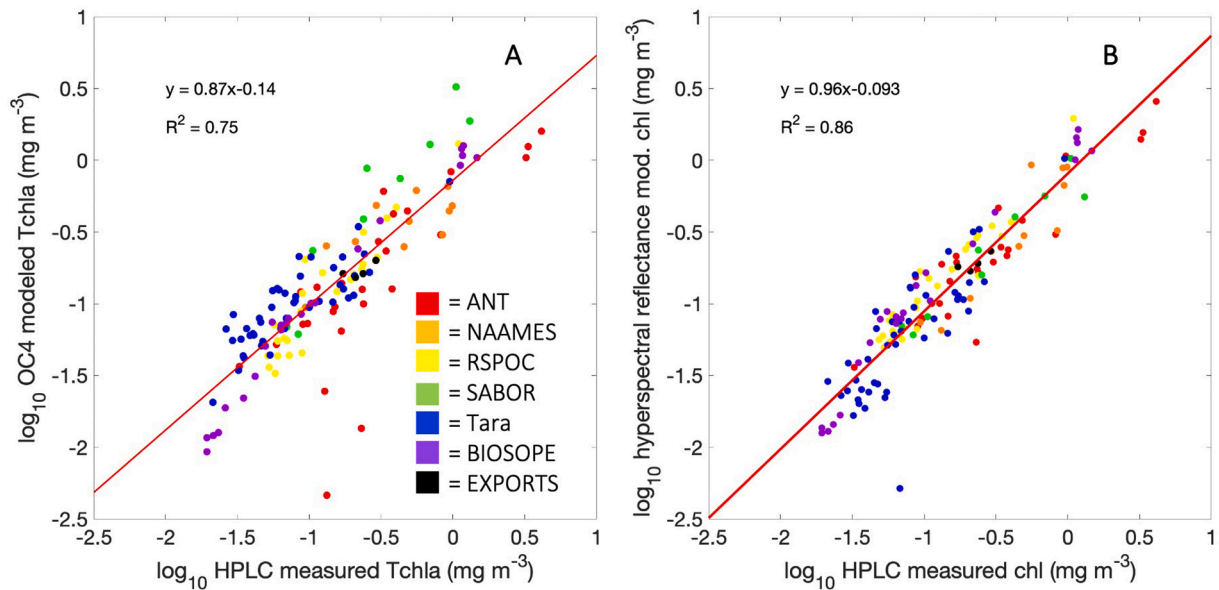 A
y = 0.87x-0.14
R² = 0.75
1
0.5
0
-0.5
-1
-1.5
-2
-2.5
log₁₀ OC4 modeled Tchla (mg m⁻³)
= ANT
= NAAMES
= RSPOC
= SABOR
= Tara
= BIOSOPE
= EXPORTS
-2.5 -2 -1.5 -1 -0.5 0 0.5 1
log₁₀ HPLC measured Tchla (mg m⁻³)
B
y = 0.96x-0.093
R² = 0.86
1
0.5
0
-0.5
-1
-1.5
-2
-2.5
log₁₀ hyperspectral reflectance mod. chl (mg m⁻³)
-2.5 -2 -1.5 -1 -0.5 0 0.5 1
log₁₀ HPLC measured chl (mg m⁻³)